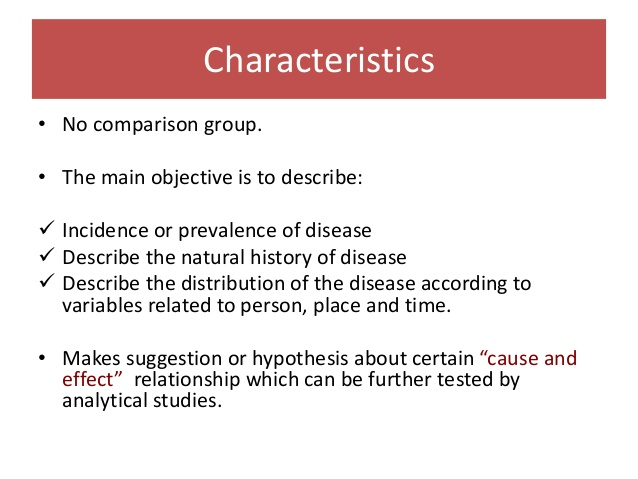 Characteristics
• No comparison group.
• The main objective is to describe:
✓ Incidence or prevalence of disease
✓ Describe the natural history of disease
✓ Describe the distribution of the disease according to
variables related to person, place and time.
• Makes suggestion or hypothesis about certain “cause and
effect” relationship which can be further tested by
analytical studies.